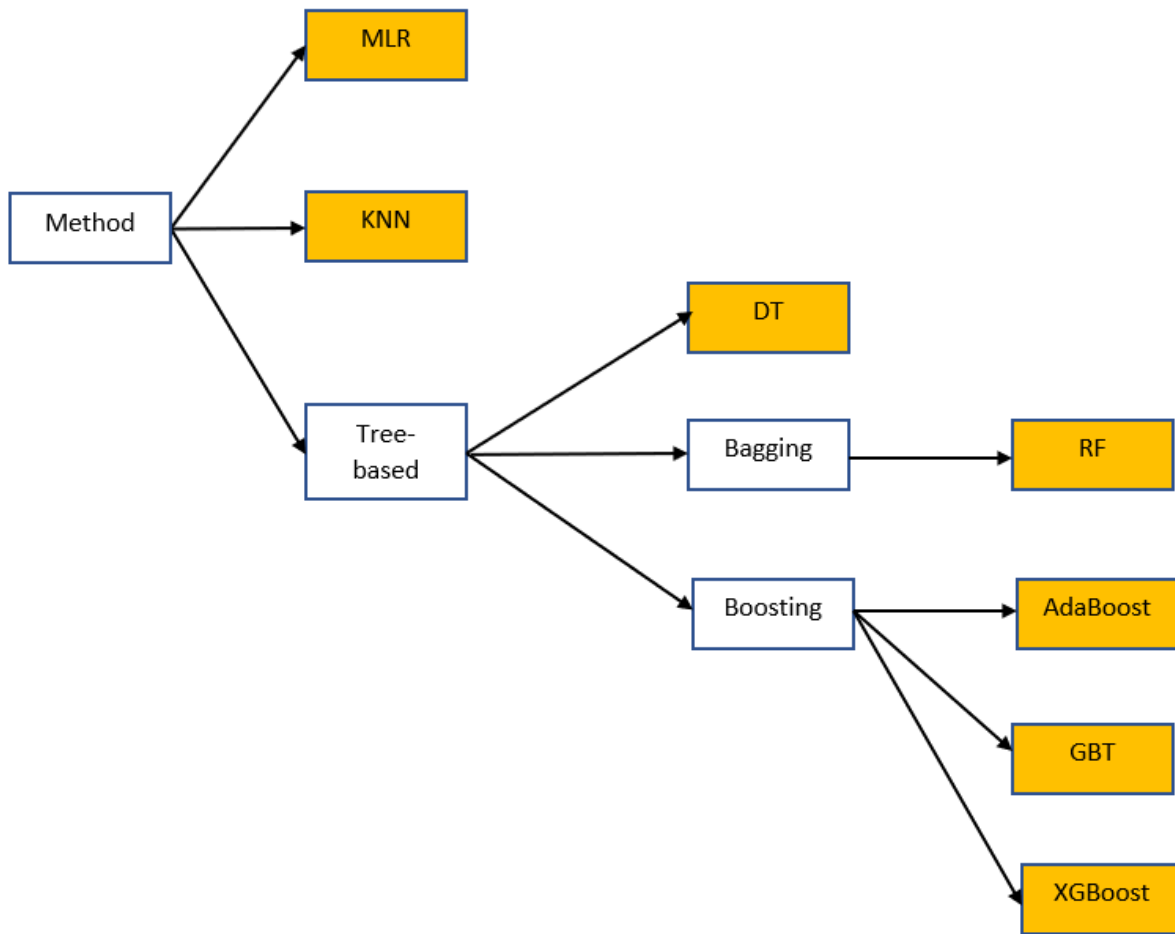 MLR
Method
KNN
DT
Tree-
based
Bagging
RF
Boosting
AdaBoost
GBT
XGBoost